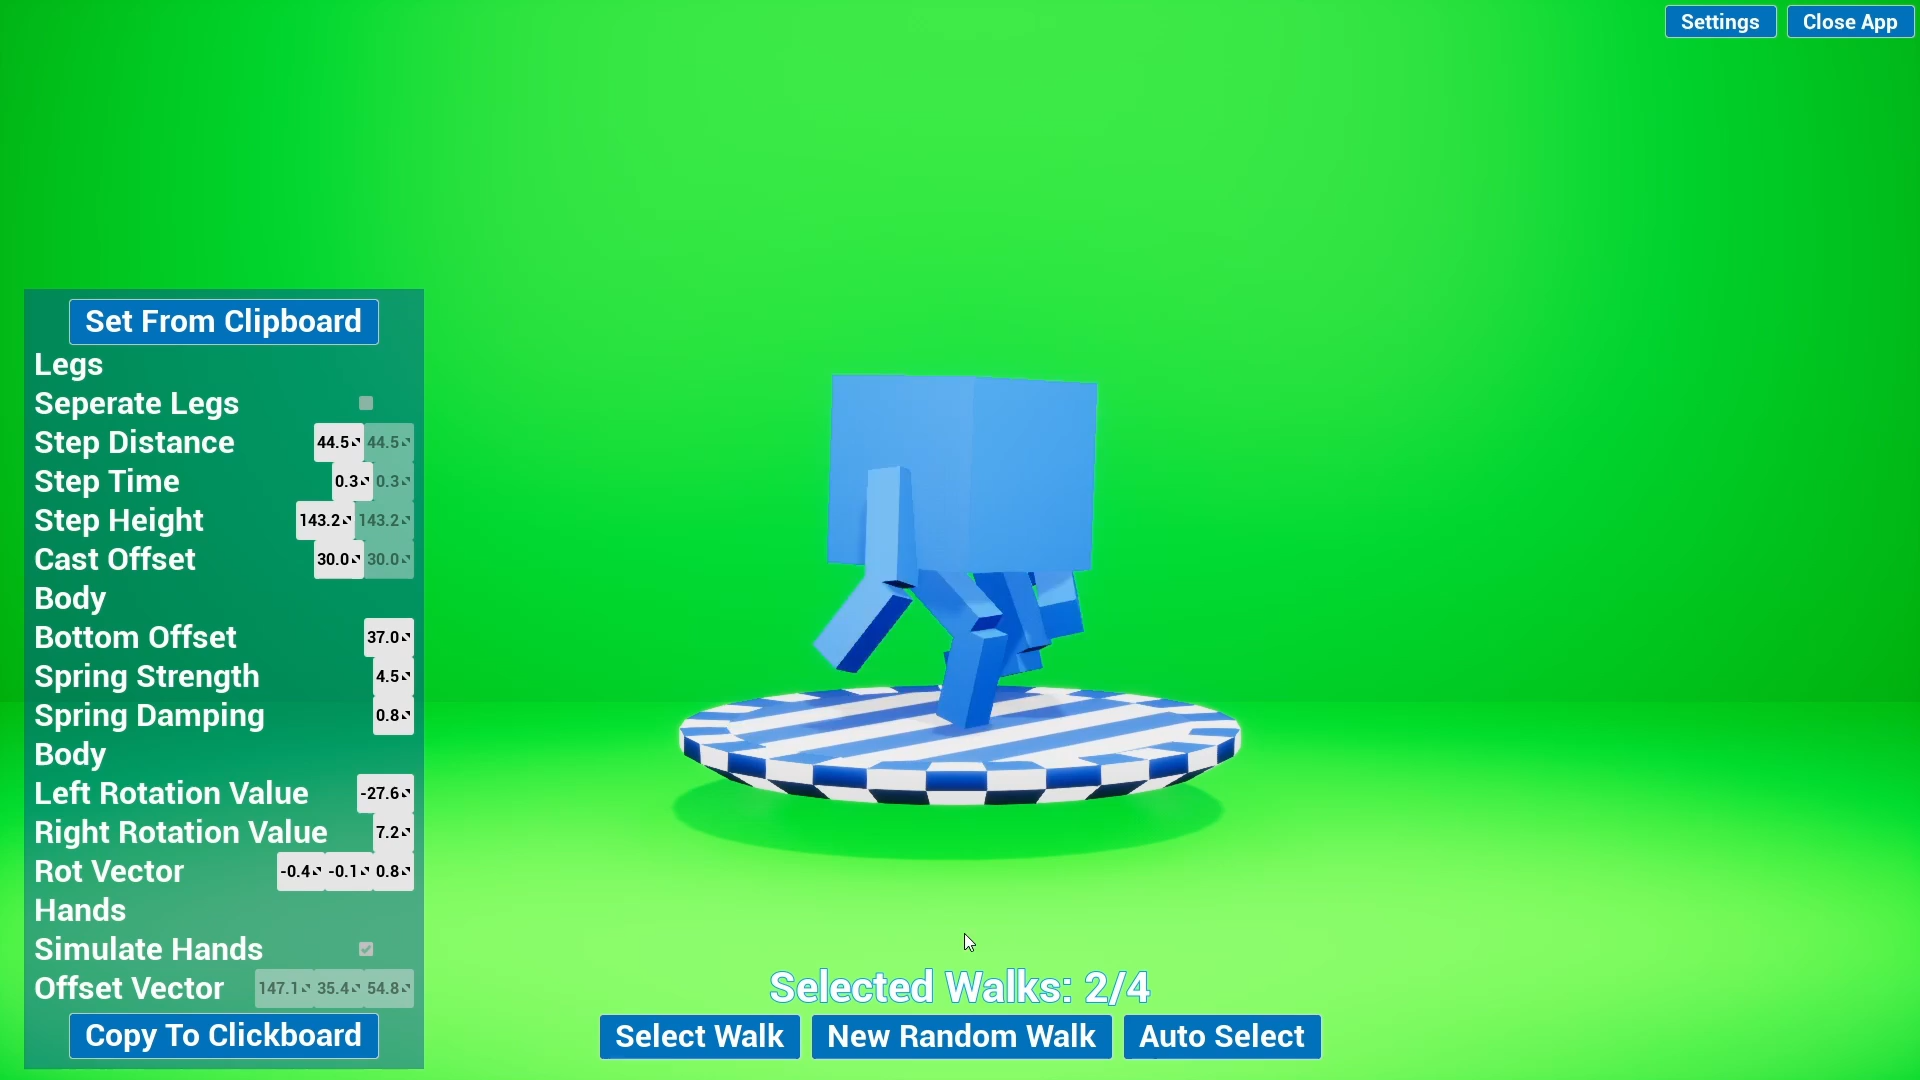 Settings Close App
Set From Clipboard
Legs
Seperate Legs
Step Distance 44.5 44.5
Step Time 0.3 0.3
Step Height 143.2 143.2
Cast Offset 30.0 30.0
Body
Bottom Offset 37.0
Spring Strength 4.5
Spring Damping 0.8
Body
Left Rotation Value -27.6
Right Rotation Value 7.2
Rot Vector -0.4 -0.1 0.8
Hands
Simulate Hands
Offset Vector 147.1 35.4 54.8
Copy To Clickboard
Selected Walks: 2/4
Select Walk New Random Walk Auto Select